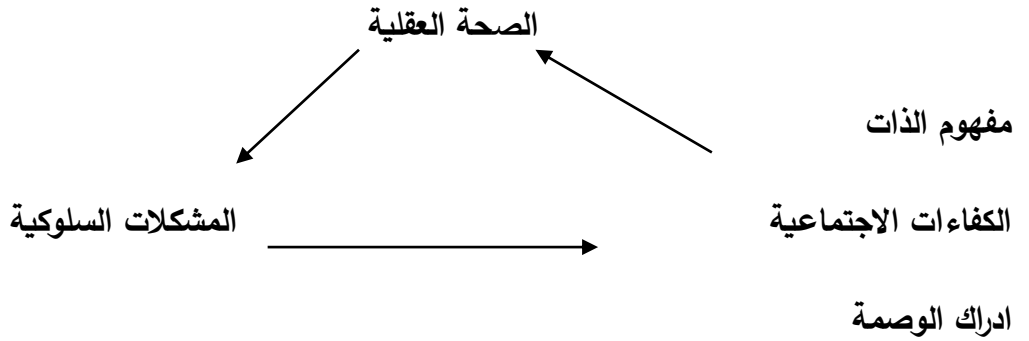 الصحة العقلية
مفهوم الذات
الكفاءات الاجتماعية
المشكلات السلوكية
ادراك الوصمة